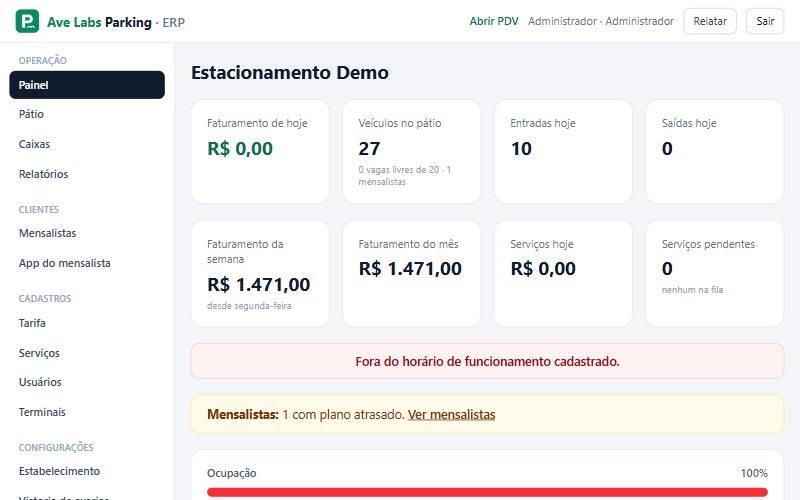 Ave Labs Parking · ERP
Abrir PDV
Administrador · Administrador
Relatar
Sair
OPERAÇÃO
Painel
Pátio
Caixas
Relatórios
CLIENTES
Mensalistas
App do mensalista
CADASTROS
Tarifa
Serviços
Usuários
Terminais
CONFIGURAÇÕES
Estabelecimento
Estacionamento Demo
Faturamento de hoje
R$ 0,00
Veículos no pátio
27
0 vagas livres de 20 · 1
mensalistas
Entradas hoje
10
Saídas hoje
0
Faturamento da
semana
R$ 1.471,00
desde segunda-feira
Faturamento do mês
R$ 1.471,00
Serviços hoje
R$ 0,00
Serviços pendentes
0
nenhum na fila
Fora do horário de funcionamento cadastrado.
Mensalistas: 1 com plano atrasado. Ver mensalistas
Ocupação
100%